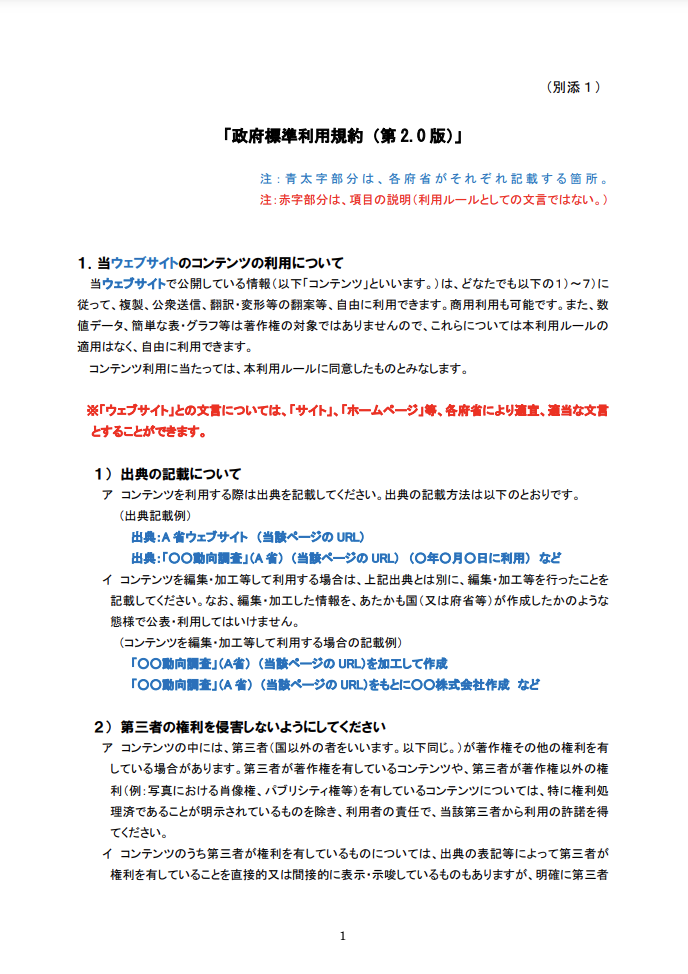 （別添１）
「政府標準利用規約（第2.0版）」
注：青太字部分は、各府省がそれぞれ記載する箇所。
注：赤字部分は、項目の説明（利用ルールとしての文言ではない。）
１．当ウェブサイトのコンテンツの利用について
当ウェブサイトで公開している情報（以下「コンテンツ」といいます。）は、どなたでも以下の１）～７）に
従って、複製、公衆送信、翻訳・変形等の翻案等、自由に利用できます。商用利用も可能です。また、数
値データ、簡単な表・グラフ等は著作権の対象ではありませんので、これらについては本利用ルールの
適用はなく、自由に利用できます。
コンテンツ利用に当たっては、本利用ルールに同意したものとみなします。
※「ウェブサイト」との文言については、「サイト」、「ホームページ」等、各府省により適宜、適当な文言
とすることができます。
１） 出典の記載について
ア コンテンツを利用する際は出典を記載してください。出典の記載方法は以下のとおりです。
（出典記載例）
出典：A省ウェブサイト （当該ページのURL）
出典：「〇〇動向調査」（A省）（当該ページのURL）（〇年〇月〇日に利用） など
イ コンテンツを編集・加工等して利用する場合は、上記出典とは別に、編集・加工等を行ったことを
記載してください。なお、編集・加工した情報を、あたかも国（又は府省等）が作成したかのような
態様で公表・利用してはいけません。
（コンテンツを編集・加工等して利用する場合の記載例）
「〇〇動向調査」（A省）（当該ページのURL）を加工して作成
「〇〇動向調査」（A省）（当該ページのURL）をもとに〇〇株式会社作成 など
２） 第三者の権利を侵害しないようにしてください
ア コンテンツの中には、第三者（国以外の者をいいます。以下同じ。）が著作権その他の権利を有
している場合があります。第三者が著作権を有しているコンテンツや、第三者が著作権以外の権
利（例：写真における肖像権、パブリシティ権等）を有しているコンテンツについては、特に権利処
理済であることが明示されているものを除き、利用者の責任で、当該第三者から利用の許諾を得
てください。
イ コンテンツのうち第三者が権利を有しているものについては、出典の表記等によって第三者が
権利を有していることを直接的又は間接的に表示・示唆しているものもありますが、明確に第三者
1